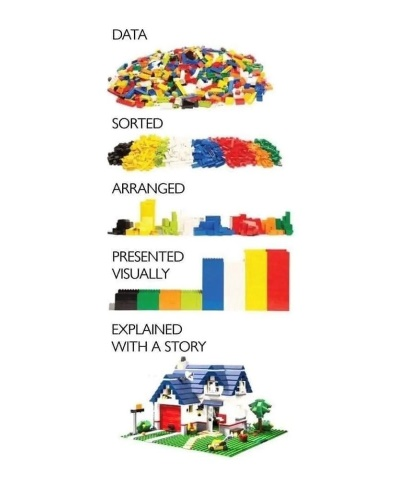 DATA
SORTED
ARRANGED
PRESENTED
VISUALLY
EXPLAINED
WITH A STORY